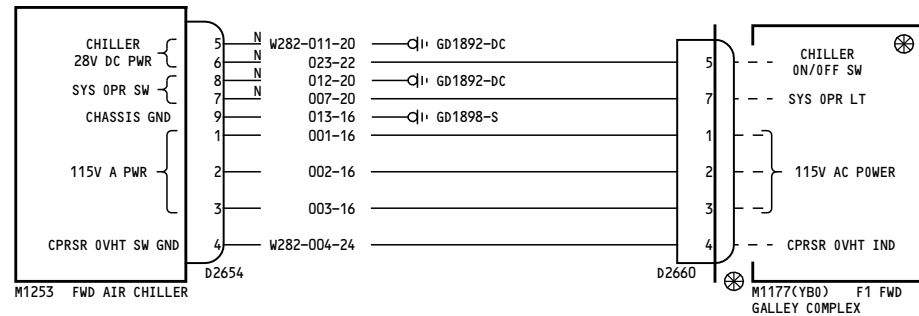 CHILLER
28V DC PWR
SYS OPR SW
CHASSIS GND
115V A PWR
CPRSR OVHT SW GND
5 N W282-011-20 GD1892-DC
6 N 023-22 5
8 N 012-20 GD1892-DC
7 N 007-20 7
9 013-16 GD1898-S
1 001-16 1
2 002-16 2
3 003-16 3
4 W282-004-24 4
CHILLER
ON/OFF SW
SYS OPR LT
115V AC POWER
CPRSR OVHT IND
D2654
D2660
M1253 FWD AIR CHILLER
M1177(YB0) F1 FWD
GALLEY COMPLEX